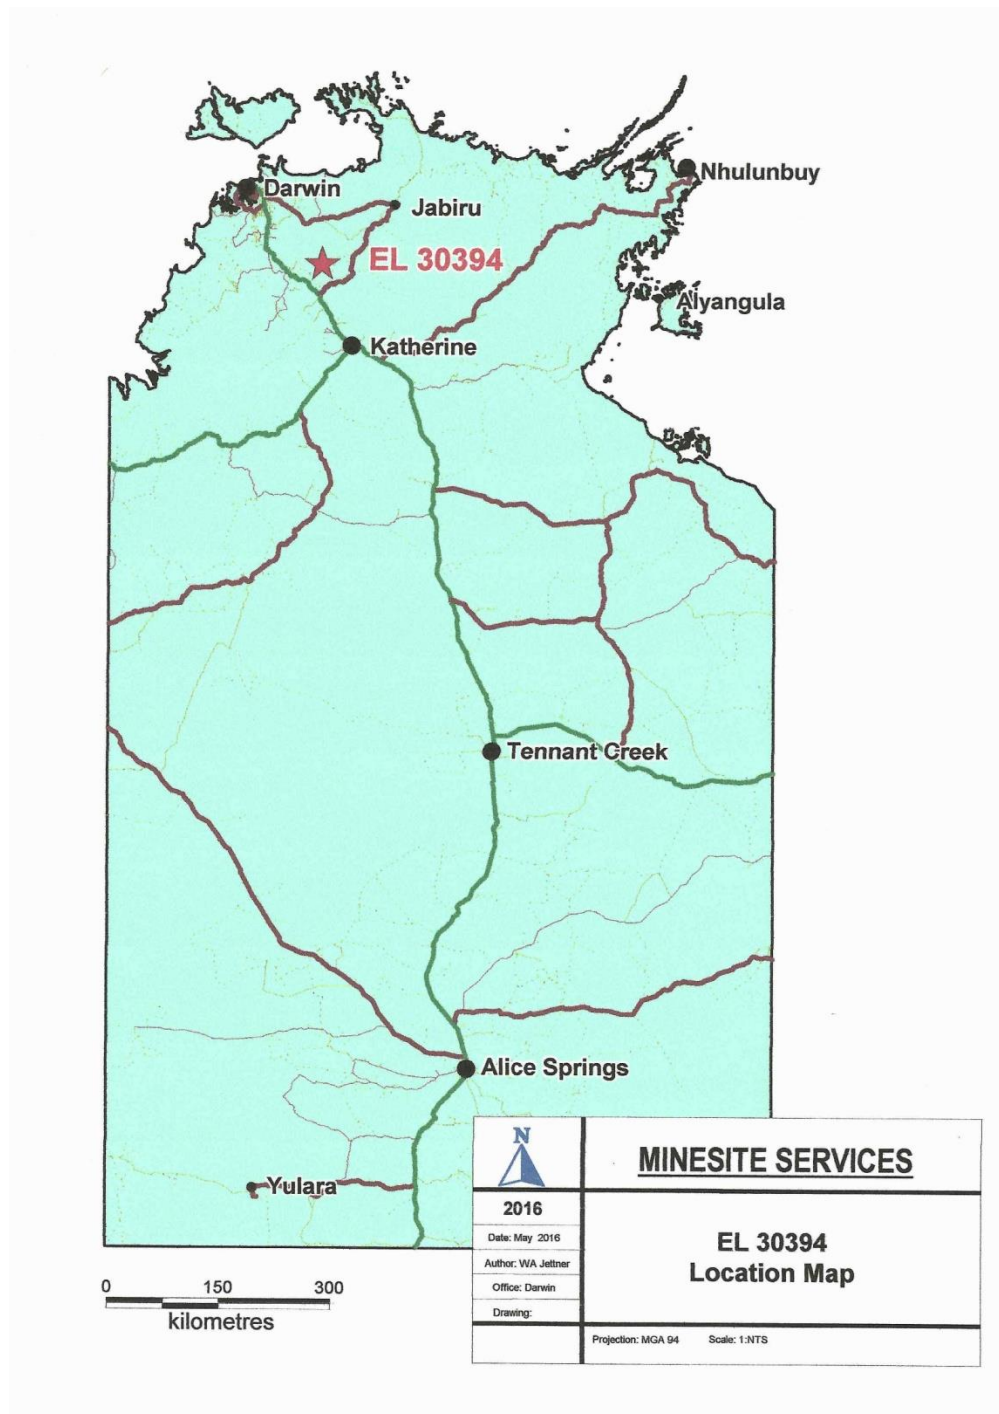 Darwin
Nhulunbuy
Jabiru
EL 30394
Alyangula
Katherine
Tennant Creek
Alice Springs
Yulara
0 150 300
kilometres
N
MINESITE SERVICES
2016
Date: May 2016
Author: WA Jettner
Office: Darwin
Drawing:
EL 30394
Location Map
Projection: MGA 94 Scale: 1:NTS